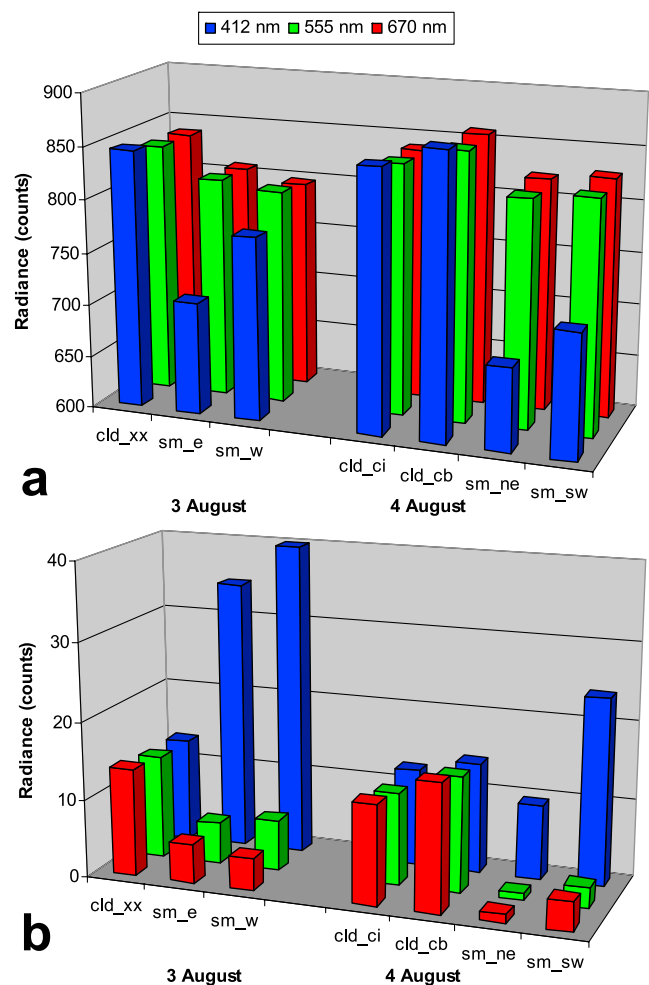 412 nm 555 nm 670 nm
900
850
800
750
700
650
600
Radiance (counts)
cld_xx sm_e sm_w cld_ci cld_cb sm_ne sm_sw
a
3 August 4 August
40
30
20
10
0
Radiance (counts)
cld_xx sm_e sm_w cld_ci cld_cb sm_ne sm_sw
b
3 August 4 August